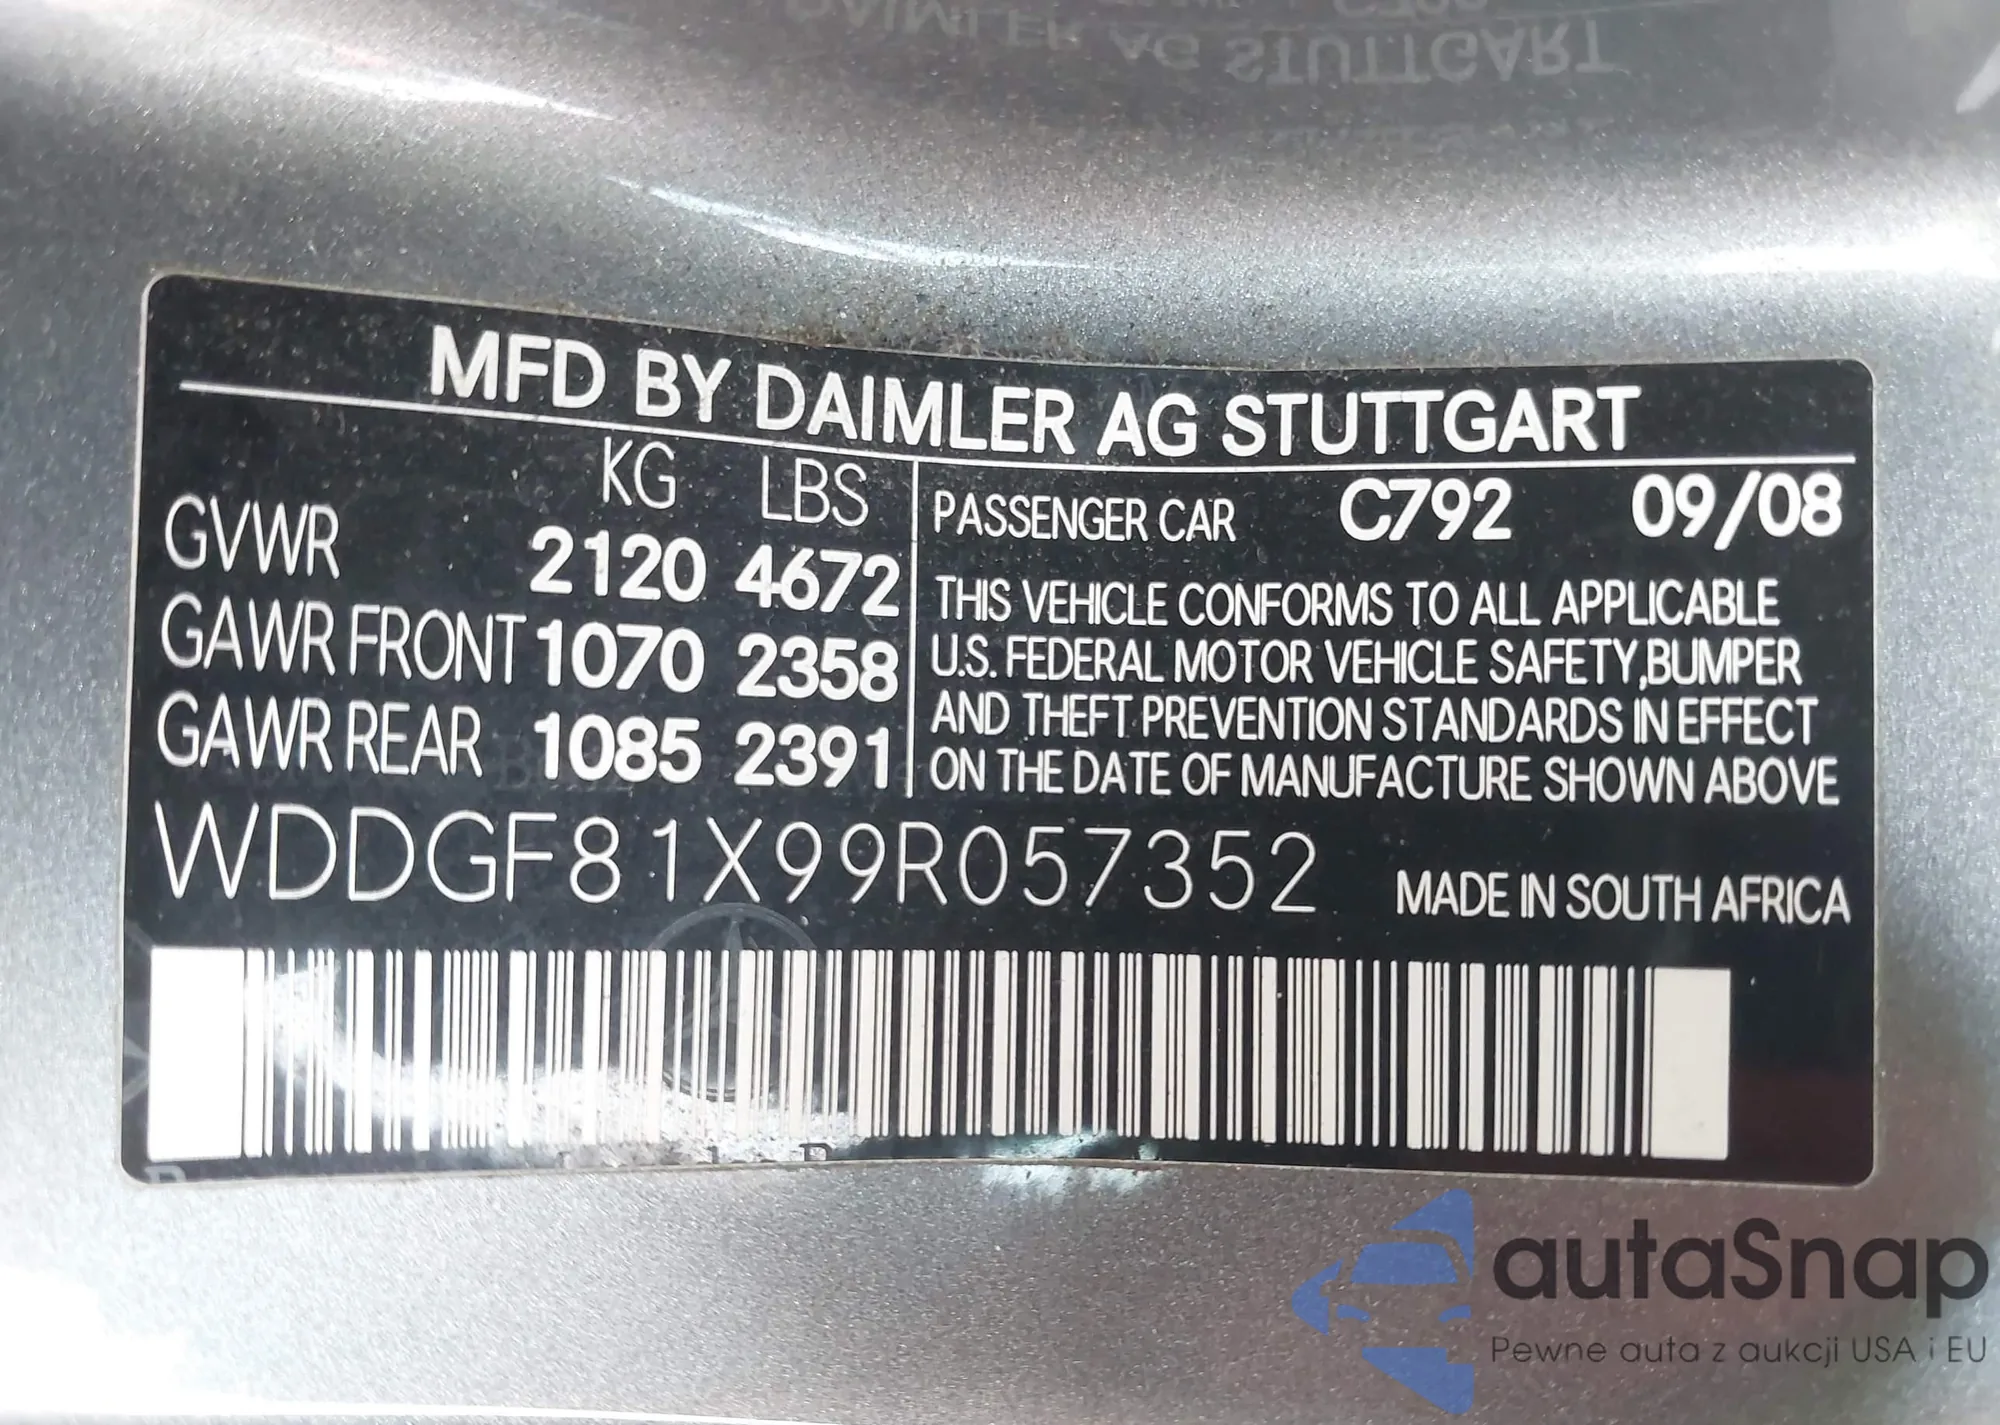 MFD BY DAIMLER AG STUTTGART
KG LBS
GVWR 2120 4672
GAWR FRONT 1070 2358
GAWR REAR 1085 2391
PASSENGER CAR C792 09/08
THIS VEHICLE CONFORMS TO ALL APPLICABLE
U.S. FEDERAL MOTOR VEHICLE SAFETY,BUMPER
AND THEFT PREVENTION STANDARDS IN EFFECT
ON THE DATE OF MANUFACTURE SHOWN ABOVE
WDDGF81X99R057352
MADE IN SOUTH AFRICA
autaSnap
Pewne auta z aukcji USA i EU